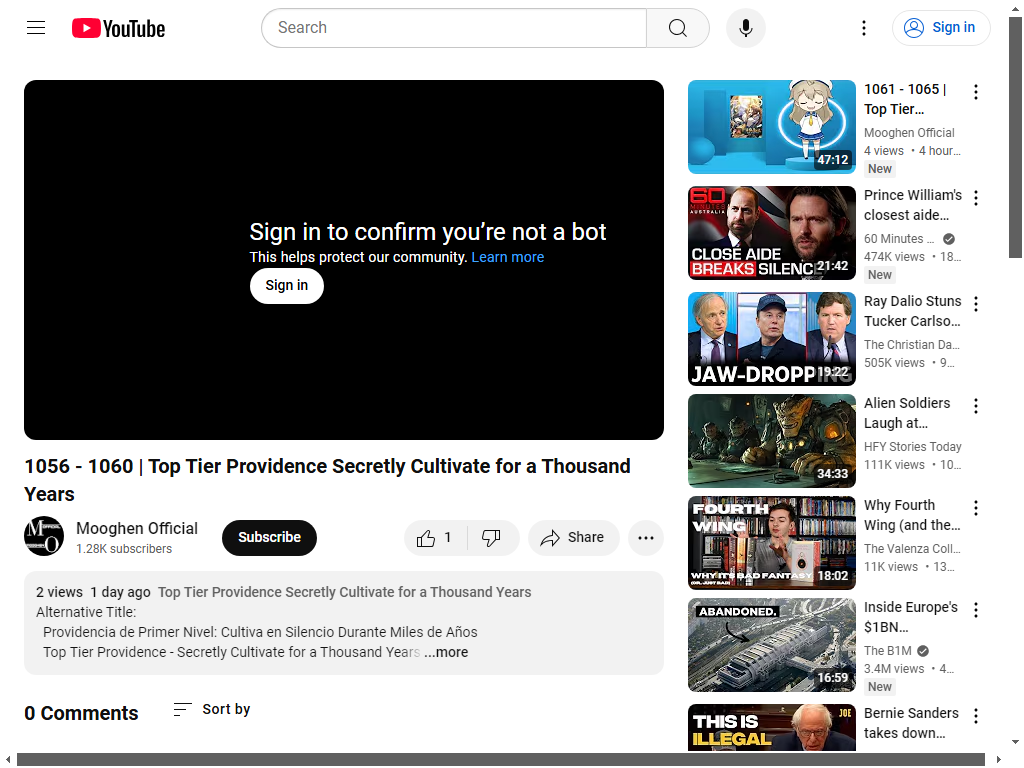 YouTube
Search
Sign in
Sign in to confirm you’re not a bot
This helps protect our community. Learn more
Sign in
1056 - 1060 | Top Tier Providence Secretly Cultivate for a Thousand
Years
Mooghen Official
1.28K subscribers
Subscribe
1
Share
2 views 1 day ago Top Tier Providence Secretly Cultivate for a Thousand Years
Alternative Title:
Providencia de Primer Nivel: Cultiva en Silencio Durante Miles de Años
Top Tier Providence - Secretly Cultivate for a Thousand Years ...more
0 Comments
Sort by
47:12
1061 - 1065 |
Top Tier…
Mooghen Official
4 views • 4 hour…
New
60
MINUTES
AUSTRALIA
CLOSE AIDE
BREAKS SILENCE
21:42
Prince William's
closest aide…
60 Minutes …
474K views • 18…
New
JAW-DROPPING
19:22
Ray Dalio Stuns
Tucker Carlso…
The Christian Da…
505K views • 9…
34:33
Alien Soldiers
Laugh at…
HFY Stories Today
111K views • 10…
FOURTH
WING
WHY IT'S BAD FANTASY
(OR, JUST BAD)
18:02
Why Fourth
Wing (and the…
The Valenza Coll…
11K views • 13…
ABANDONED.
16:59
Inside Europe's
$1BN…
The B1M
3.4M views • 4…
New
THIS IS
ILLEGAL
JOE
Bernie Sanders
takes down…